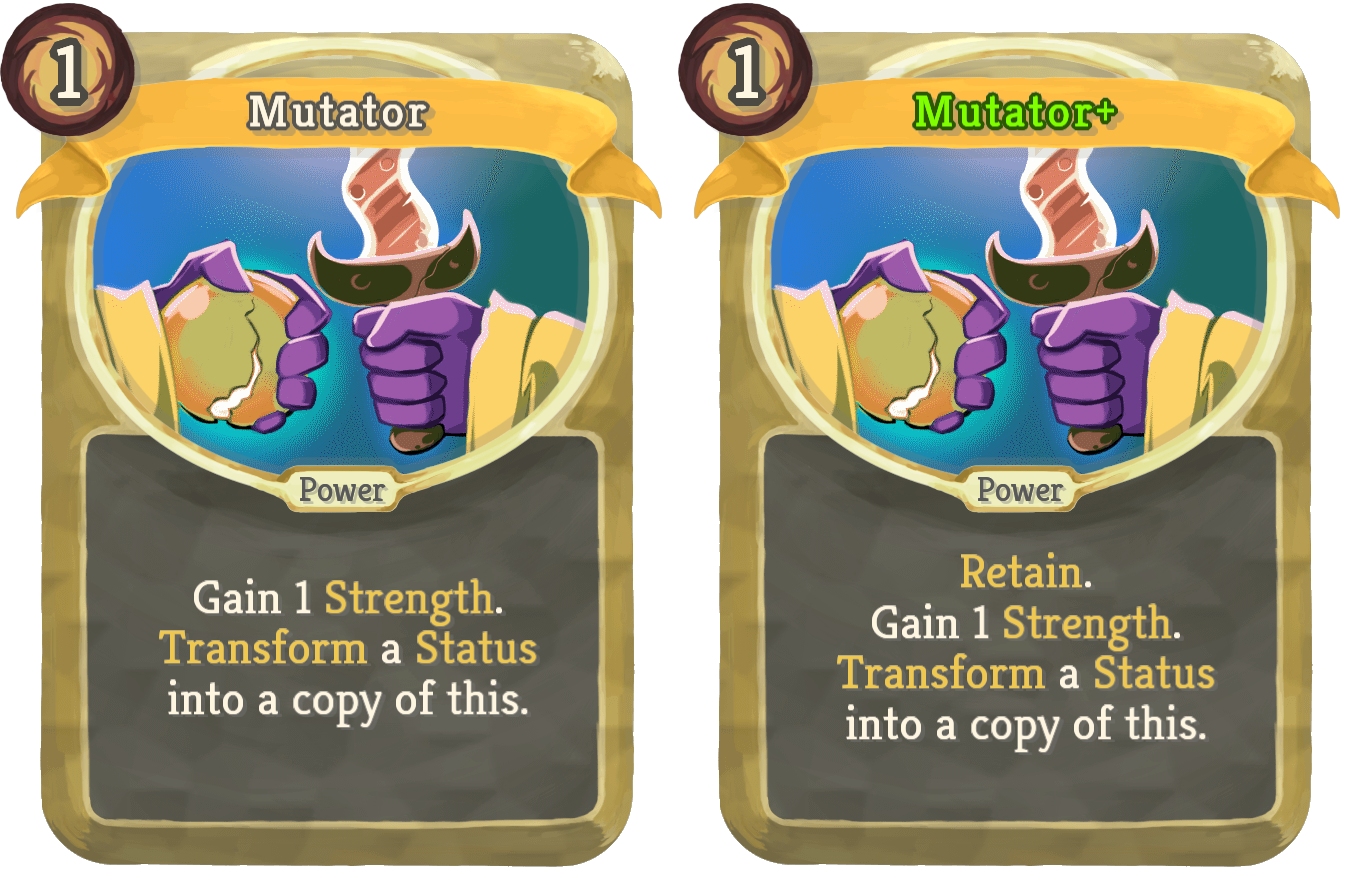 1
Mutator
Power
Gain 1 Strength.
Transform a Status
into a copy of this.
1
Mutator+
Power
Retain.
Gain 1 Strength.
Transform a Status
into a copy of this.